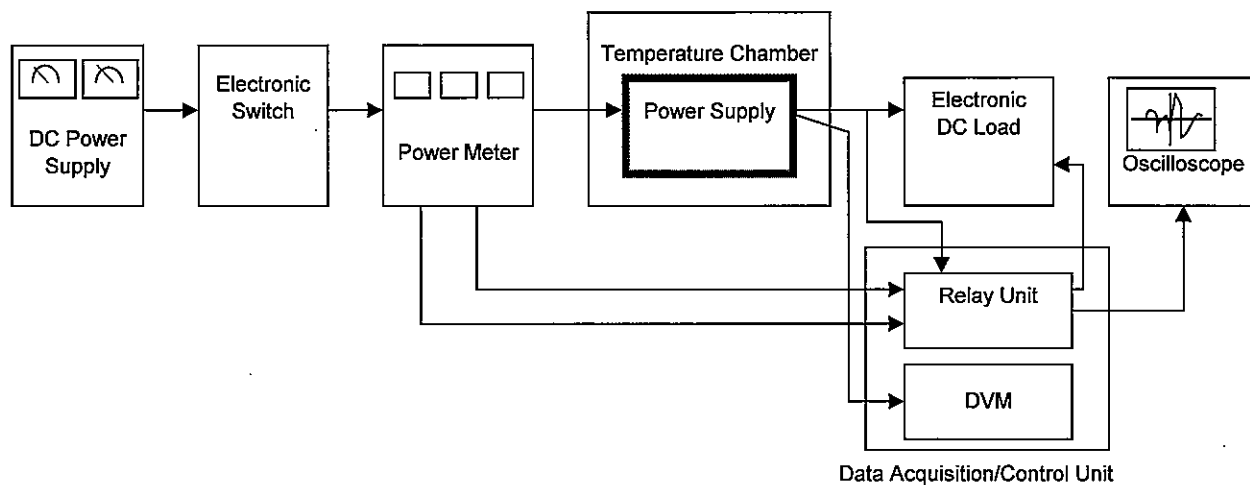 DC Power
Supply
Electronic
Switch
Power Meter
Temperature Chamber
Power Supply
Electronic
DC Load
Oscilloscope
Relay Unit
DVM
Data Acquisition/Control Unit